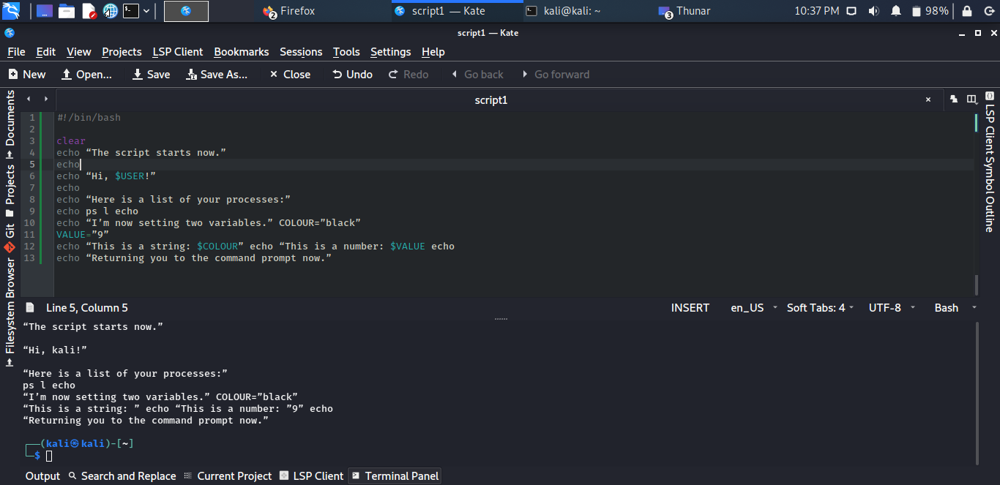 2 Firefox
script1 — Kate
kali@kali: ~
3 Thunar
10:37 PM
98%
script1 — Kate
File Edit View Projects LSP Client Bookmarks Sessions Tools Settings Help
New Open... Save Save As... Close Undo Redo Go back Go forward
script1
Documents
Projects
Git
Filesystem Browser
LSP Client Symbol Outline
1 #!/bin/bash
2
3 clear
4 echo “The script starts now.”
5 echo
6 echo “Hi, $USER!”
7 echo
8 echo “Here is a list of your processes:”
9 echo ps l echo
10 echo “I’m now setting two variables.” COLOUR=”black”
11 VALUE=”9”
12 echo “This is a string: $COLOUR” echo “This is a number: $VALUE echo
13 echo “Returning you to the command prompt now.”
Line 5, Column 5 INSERT en_US Soft Tabs: 4 UTF-8 Bash
“The script starts now.”
“Hi, kali!”
“Here is a list of your processes:”
ps l echo
“I’m now setting two variables.” COLOUR=”black”
“This is a string: ” echo “This is a number: ”9” echo
“Returning you to the command prompt now.”
(kali㉿kali)-[~]
$
Output Search and Replace Current Project LSP Client Terminal Panel